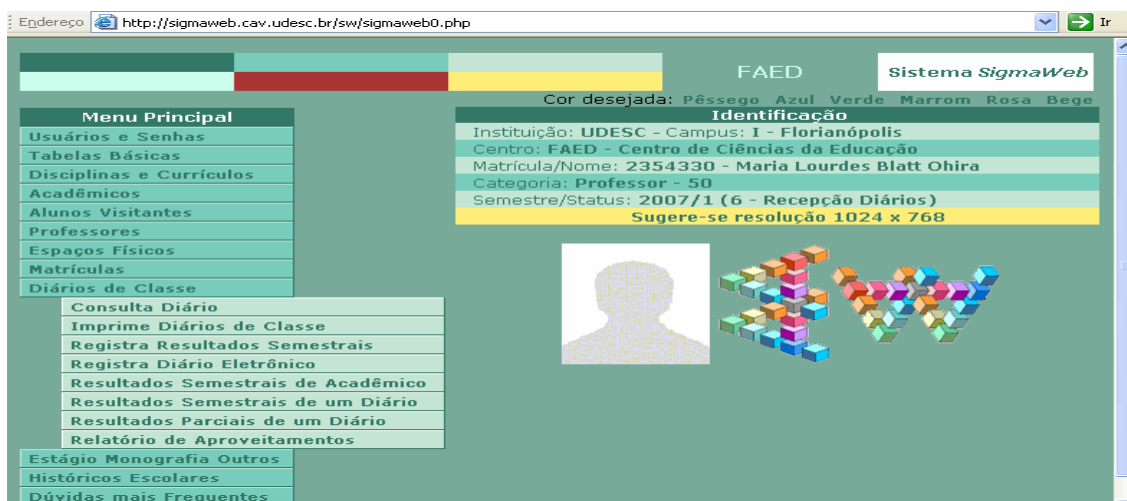 Endereço http://sigmaweb.cav.udesc.br/sw/sigmaweb0.php Ir
FAED
Sistema SigmaWeb
Cor desejada: Pêssego Azul Verde Marrom Rosa Bege
Menu Principal
Usuários e Senhas
Tabelas Básicas
Disciplinas e Currículos
Acadêmicos
Alunos Visitantes
Professores
Espaços Físicos
Matrículas
Diários de Classe
Consulta Diário
Imprime Diários de Classe
Registra Resultados Semestrais
Registra Diário Eletrônico
Resultados Semestrais de Acadêmico
Resultados Semestrais de um Diário
Resultados Parciais de um Diário
Relatório de Aproveitamentos
Estágio Monografia Outros
Históricos Escolares
Dúvidas mais Frequentes
Identificação
Instituição: UDESC - Campus: I - Florianópolis
Centro: FAED - Centro de Ciências da Educação
Matrícula/Nome: 2354330 - Maria Lourdes Blatt Ohira
Categoria: Professor - 50
Semestre/Status: 2007/1 (6 - Recepção Diários)
Sugere-se resolução 1024 x 768